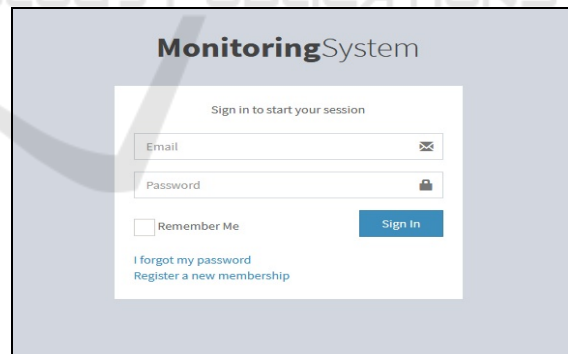 MonitoringSystem
Sign in to start your session
Email
Password
Remember Me
Sign In
I forgot my password
Register a new membership